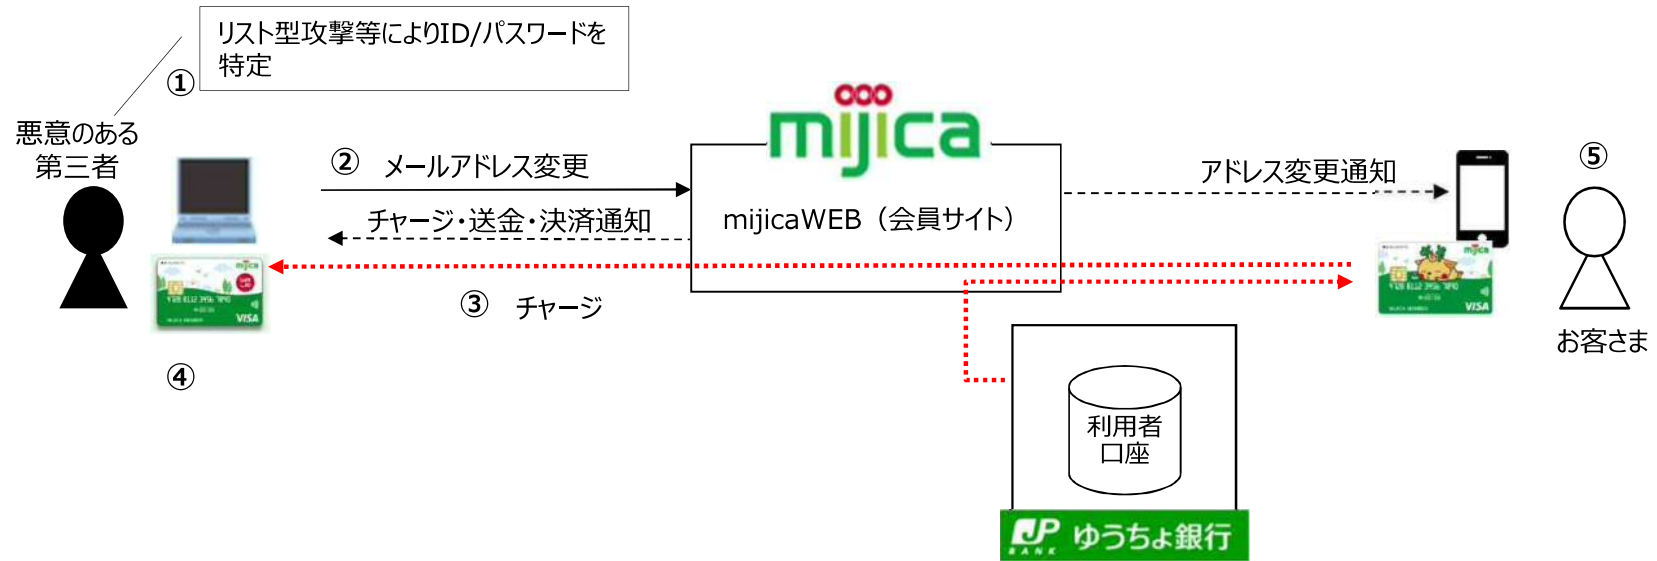 リスト型攻撃等によりID/パスワードを
特定
①
悪意のある
第三者
mijica
②
メールアドレス変更
アドレス変更通知
⑤
チャージ・送金・決済通知
mijicaWEB（会員サイト）
mijica
VISA
mijica
VISA
③
チャージ
お客さま
④
利用者
口座
JP
BANK
ゆうちょ銀行